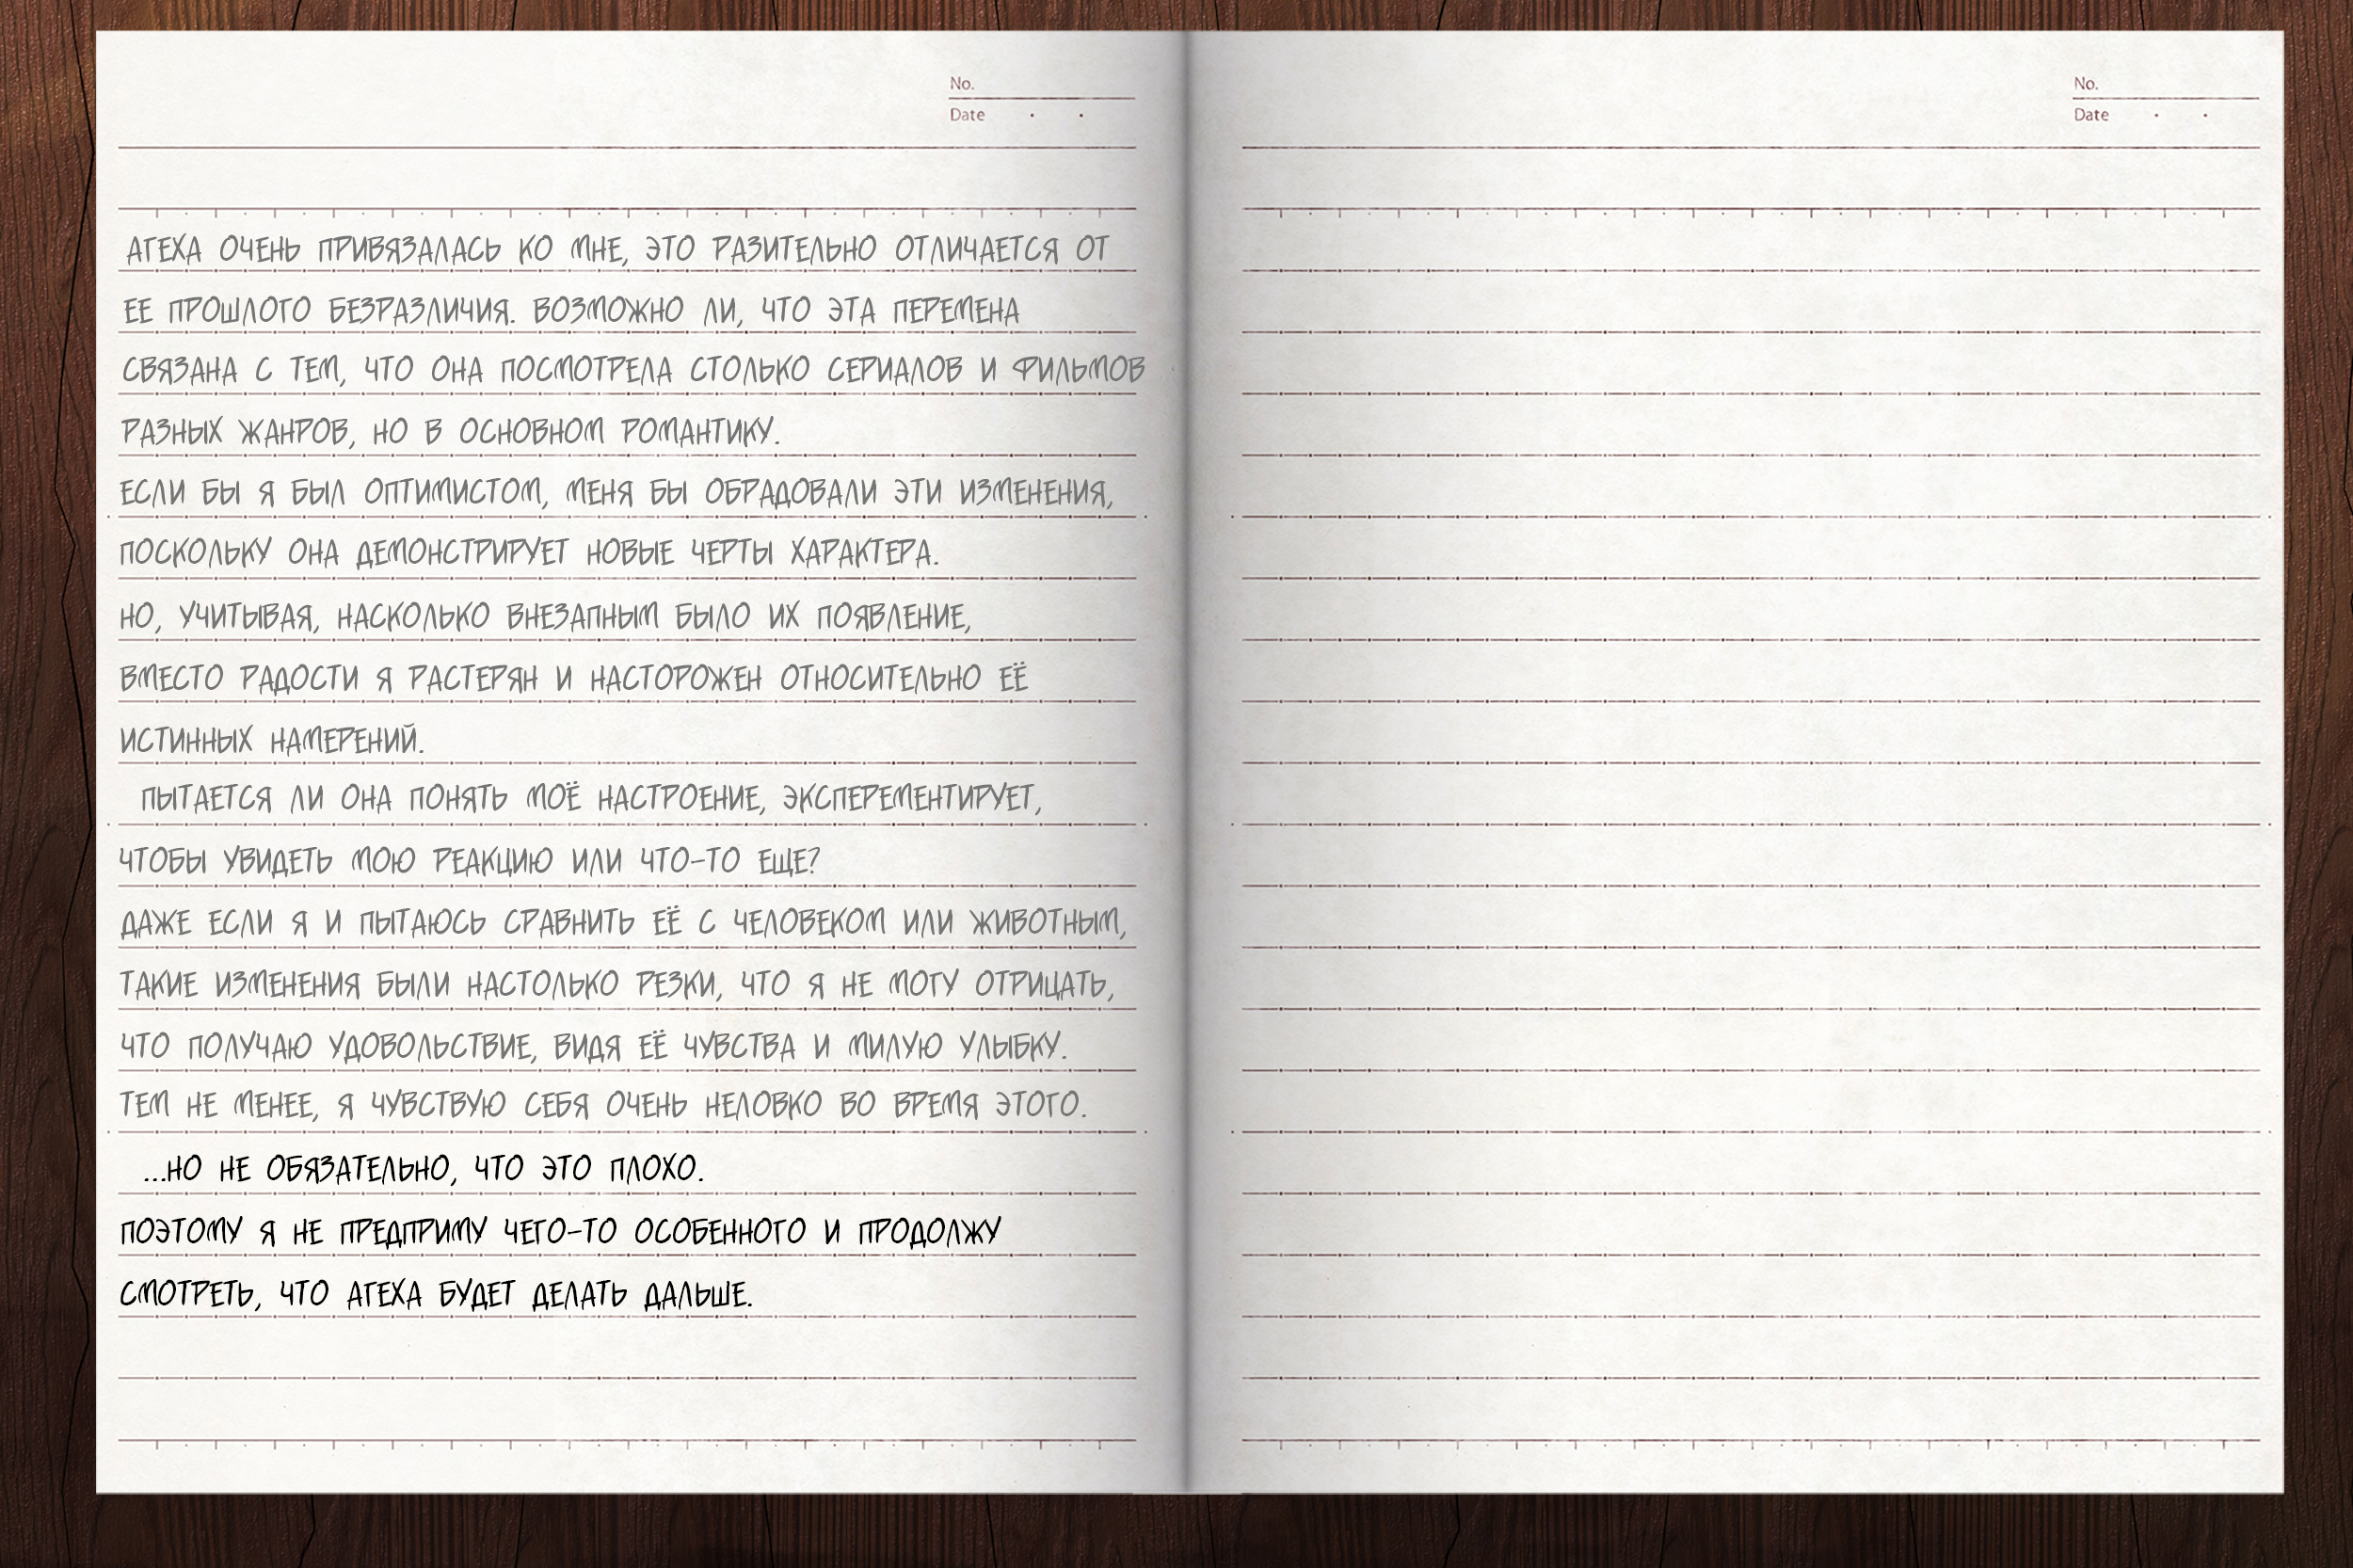 No.
Date . .
No.
Date . .
АГЕХА ОЧЕНЬ ПРИВЯЗАЛАСЬ КО МНЕ, ЭТО РАЗИТЕЛЬНО ОТЛИЧАЕТСЯ ОТ
ЕЕ ПРОШЛОГО БЕЗРАЗЛИЧИЯ. ВОЗМОЖНО ЛИ, ЧТО ЭТА ПЕРЕМЕНА
СВЯЗАНА С ТЕМ, ЧТО ОНА ПОСМОТРЕЛА СТОЛЬКО СЕРИАЛОВ И ФИЛЬМОВ
РАЗНЫХ ЖАНРОВ, НО В ОСНОВНОМ РОМАНТИКУ.
ЕСЛИ БЫ Я БЫЛ ОПТИМИСТОМ, МЕНЯ БЫ ОБРАДОВАЛИ ЭТИ ИЗМЕНЕНИЯ,
ПОСКОЛЬКУ ОНА ДЕМОНСТРИРУЕТ НОВЫЕ ЧЕРТЫ ХАРАКТЕРА.
НО, УЧИТЫВАЯ, НАСКОЛЬКО ВНЕЗАПНЫМ БЫЛО ИХ ПОЯВЛЕНИЕ,
ВМЕСТО РАДОСТИ Я РАСТЕРЯН И НАСТОРОЖЕН ОТНОСИТЕЛЬНО ЕЁ
ИСТИННЫХ НАМЕРЕНИЙ.
ПЫТАЕТСЯ ЛИ ОНА ПОНЯТЬ МОЁ НАСТРОЕНИЕ, ЭКСПЕРЕМЕНТИРУЕТ,
ЧТОБЫ УВИДЕТЬ МОЮ РЕАКЦИЮ ИЛИ ЧТО-ТО ЕЩЕ?
ДАЖЕ ЕСЛИ Я И ПЫТАЮСЬ СРАВНИТЬ ЕЁ С ЧЕЛОВЕКОМ ИЛИ ЖИВОТНЫМ,
ТАКИЕ ИЗМЕНЕНИЯ БЫЛИ НАСТОЛЬКО РЕЗКИ, ЧТО Я НЕ МОГУ ОТРИЦАТЬ,
ЧТО ПОЛУЧАЮ УДОВОЛЬСТВИЕ, ВИДЯ ЕЁ ЧУВСТВА И МИЛУЮ УЛЫБКУ.
ТЕМ НЕ МЕНЕЕ, Я ЧУВСТВУЮ СЕБЯ ОЧЕНЬ НЕЛОВКО ВО ВРЕМЯ ЭТОГО.
...НО НЕ ОБЯЗАТЕЛЬНО, ЧТО ЭТО ПЛОХО.
ПОЭТОМУ Я НЕ ПРЕДПРИМУ ЧЕГО-ТО ОСОБЕННОГО И ПРОДОЛЖУ
СМОТРЕТЬ, ЧТО АГЕХА БУДЕТ ДЕЛАТЬ ДАЛЬШЕ.